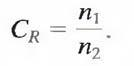 C_R = n_1 / n_2 .